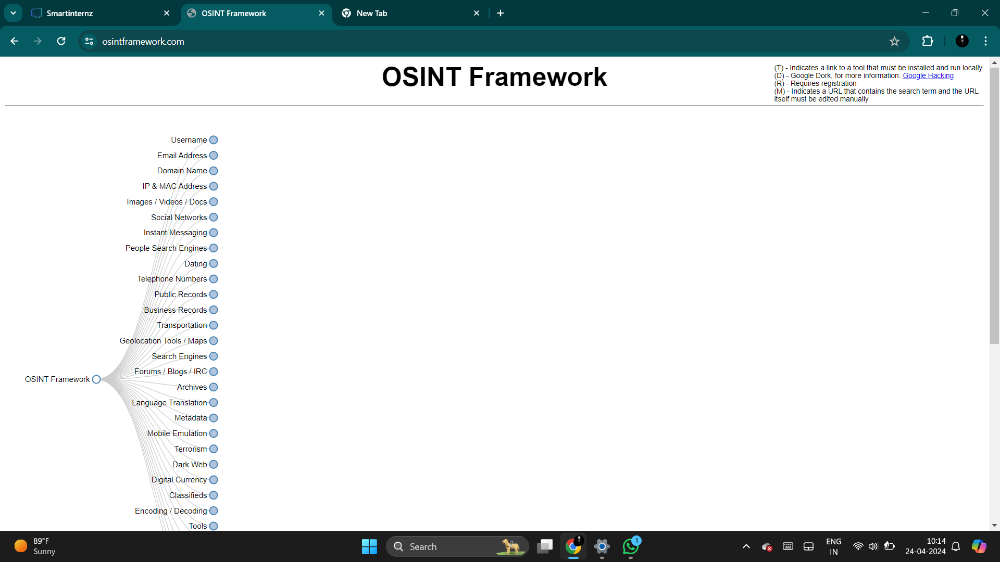 Smartinternz
OSINT Framework
New Tab
osintframework.com
OSINT Framework
(T) - Indicates a link to a tool that must be installed and run locally
(D) - Google Dork, for more information: Google Hacking
(R) - Requires registration
(M) - Indicates a URL that contains the search term and the URL
itself must be edited manually
Username
Email Address
Domain Name
IP & MAC Address
Images / Videos / Docs
Social Networks
Instant Messaging
People Search Engines
Dating
Telephone Numbers
Public Records
Business Records
Transportation
Geolocation Tools / Maps
Search Engines
Forums / Blogs / IRC
OSINT Framework
Archives
Language Translation
Metadata
Mobile Emulation
Terrorism
Dark Web
Digital Currency
Classifieds
Encoding / Decoding
Tools
89°F
Sunny
Search
1
ENG
IN
10:14
24-04-2024